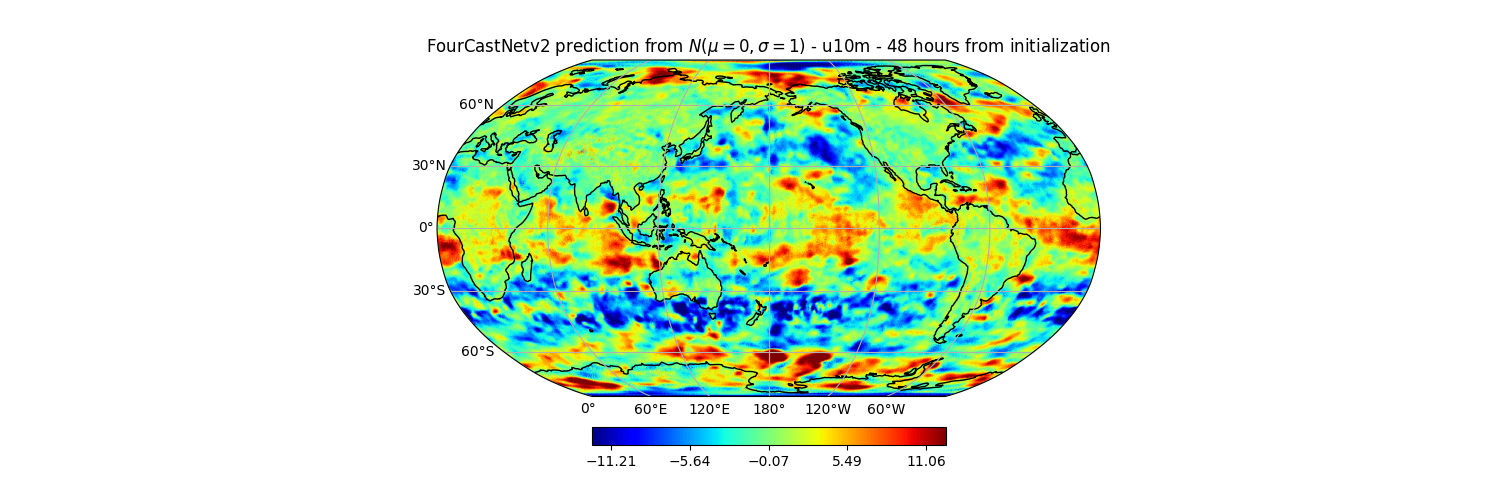 FourCastNetv2 prediction from N(μ = 0, σ = 1) - u10m - 48 hours from initialization
60°N
30°N
0°
30°S
60°S
0° 60°E 120°E 180° 120°W 60°W
−11.21 −5.64 −0.07 5.49 11.06